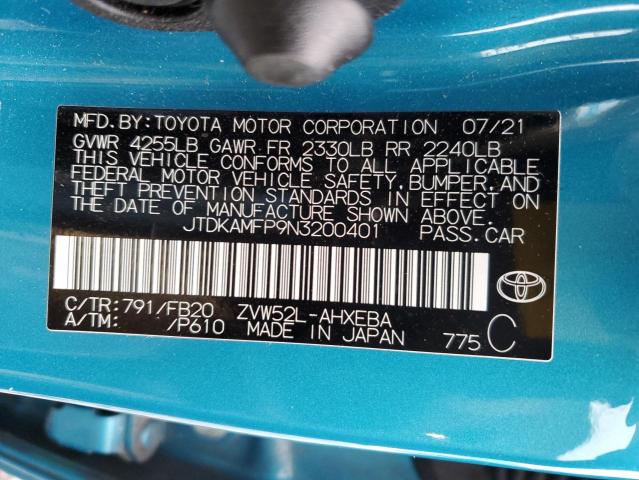 MFD.BY:TOYOTA MOTOR CORPORATION 07/21
GVWR 4255LB GAWR FR 2330LB RR 2240LB
THIS VEHICLE CONFORMS TO ALL APPLICABLE
FEDERAL MOTOR VEHICLE SAFETY,BUMPER,AND
THEFT PREVENTION STANDARDS IN EFFECT ON
THE DATE OF MANUFACTURE SHOWN ABOVE.
JTDKAMFP9N3200401 PASS.CAR
C/TR:791/FB20 ZVW52L-AHXEBA
A/TM: /P610 MADE IN JAPAN 775 C